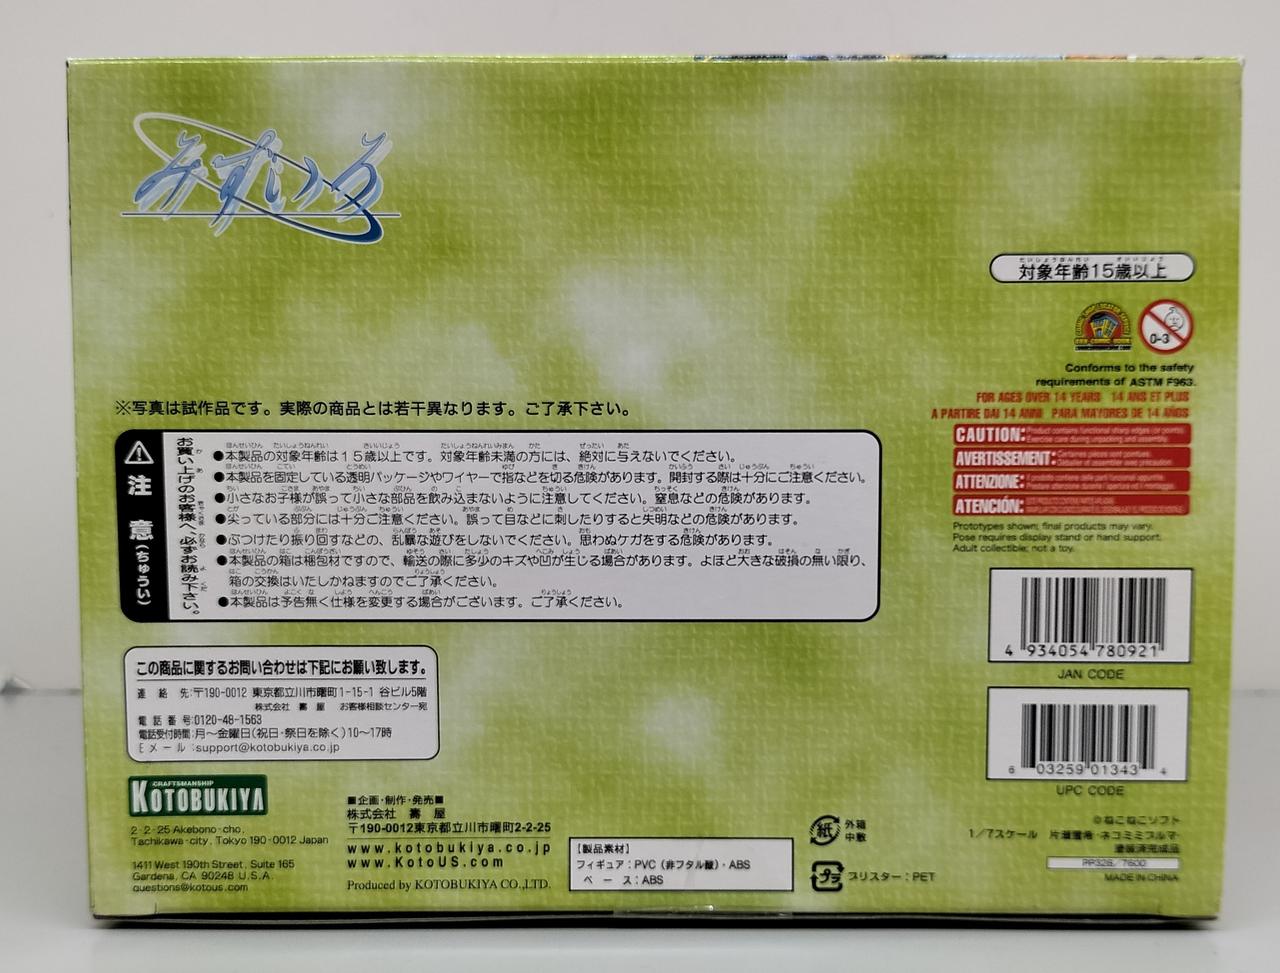 みずいろ
対象年齢15歳以上
0-3
Conforms to the safety
requirements of ASTM F963.
FOR AGES OVER 14 YEARS 14 ANS ET PLUS
A PARTIRE DAI 14 ANNI PARA MAYORES DE 14 AÑOS
CAUTION: Product contains functional sharp edges (or points).
Exercise care during unpacking and assembly.
AVERTISSEMENT:
ATTENZIONE:
ATENCIÓN:
Prototypes shown; final products may vary.
Pose requires display stand or hand support.
Adult collectible; not a toy.
※写真は試作品です。実際の商品とは若干異なります。ご了承下さい。
注意(ちゅうい)
お買い上げのお客様へ 必ずお読み下さい。
●本製品の対象年齢は15歳以上です。対象年齢未満の方には、絶対に与えないでください。
●本製品を固定している透明パッケージやワイヤーで指などを切る危険があります。開封する際は十分にご注意ください。
●小さなお子様が誤って小さな部品を飲み込まないように注意してください。窒息などの危険があります。
●尖っている部分には十分ご注意ください。誤って目などに刺したりすると失明などの危険があります。
●ぶつけたり振り回すなどの、乱暴な遊びをしないでください。思わぬケガをする危険があります。
●本製品の箱は梱包材ですので、輸送の際に多少のキズや凹が生じる場合があります。よほど大きな破損の無い限り、
箱の交換はいたしかねますのでご了承ください。
●本製品は予告無く仕様を変更する場合がございます。ご了承ください。
4 934054 780921
JAN CODE
6 03259 01343 4
UPC CODE
この商品に関するお問い合わせは下記にお願い致します。
連絡先:〒190-0012 東京都立川市曙町1-15-1 谷ビル5階
株式会社 壽屋 お客様相談センター宛
電話番号:0120-48-1563
電話受付時間:月〜金曜日(祝日・祭日を除く)10〜17時
Eメール:support@kotobukiya.co.jp
CRAFTSMANSHIP
KOTOBUKIYA
2-2-25 Akebono-cho,
Tachikawa-city, Tokyo 190-0012 Japan
1411 West 190th Street, Suite 165
Gardena, CA 90248 U.S.A.
questions@kotous.com
■企画・制作・発売■
株式会社 壽屋
〒190-0012東京都立川市曙町2-2-25
www.kotobukiya.co.jp
www.KotoUS.com
Produced by KOTOBUKIYA CO.,LTD.
【製品素材】
フィギュア:PVC(非フタル酸)・ABS
ベース:ABS
紙
外箱
中敷
プラ
ブリスター:PET
©ねこねこソフト
1/7スケール 片瀬雪希・ネコミミブルマ・
塗装済完成品
PP326/7600
MADE IN CHINA